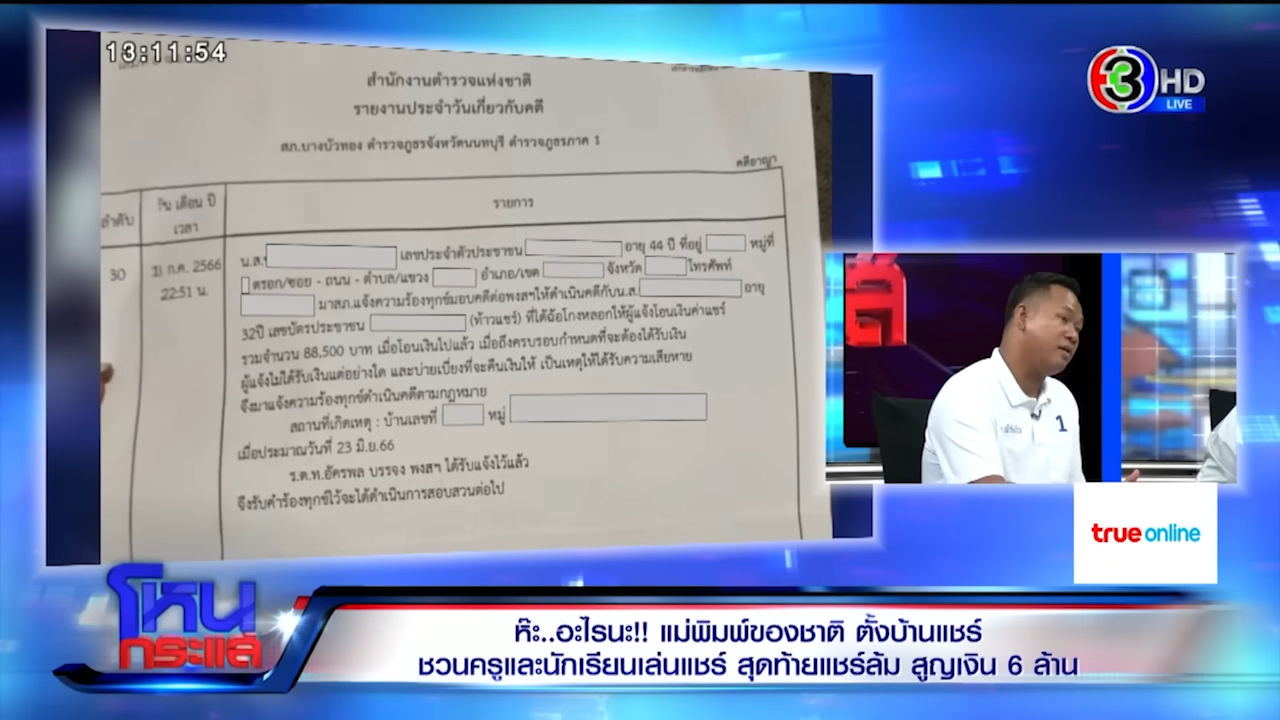 13:11:54
3 HD
LIVE
สำนักงานตำรวจแห่งชาติ
รายงานประจำวันเกี่ยวกับคดี
สภ.บางบัวทอง ตำรวจภูธรจังหวัดนนทบุรี ตำรวจภูธรภาค 1
คดีอาญา
ลำดับ
วัน เดือน ปี
เวลา
รายการ
30
ก.ค. 2566
22:51 น.
น.ส. เลขประจำตัวประชาชน อายุ 44 ปี ที่อยู่ หมู่ที่
ตรอก/ซอย - ถนน - ตำบล/แขวง อำเภอ/เขต จังหวัด โทรศัพท์
มาสภ.แจ้งความร้องทุกข์มอบคดีต่อพงสฯให้ดำเนินคดีกับน.ส. อายุ
32ปี เลขบัตรประชาชน (ท้าวแชร์) ที่ได้ฉ้อโกงหลอกให้ผู้แจ้งโอนเงินค่าแชร์
รวมจำนวน 88,500 บาท เมื่อโอนเงินไปแล้ว เมื่อถึงครบรอบกำหนดที่จะต้องได้รับเงิน
ผู้แจ้งไม่ได้รับเงินแต่อย่างใด และบ่ายเบี่ยงที่จะคืนเงินให้ เป็นเหตุให้ได้รับความเสียหาย
จึงมาแจ้งความร้องทุกข์ดำเนินคดีตามกฎหมาย
สถานที่เกิดเหตุ : บ้านเลขที่ หมู่
เมื่อประมาณวันที่ 23 มิ.ย.66
ร.ต.ท.อัครพล บรรจง พงสฯ ได้รับแจ้งไว้แล้ว
จึงรับคำร้องทุกข์ไว้จะได้ดำเนินการสอบสวนต่อไป
1
true online
โหนกระแส
ห๊ะ..อะไรนะ!! แม่พิมพ์ของชาติ ตั้งบ้านแชร์
ชวนครูและนักเรียนเล่นแชร์ สุดท้ายแชร์ล้ม สูญเงิน 6 ล้าน